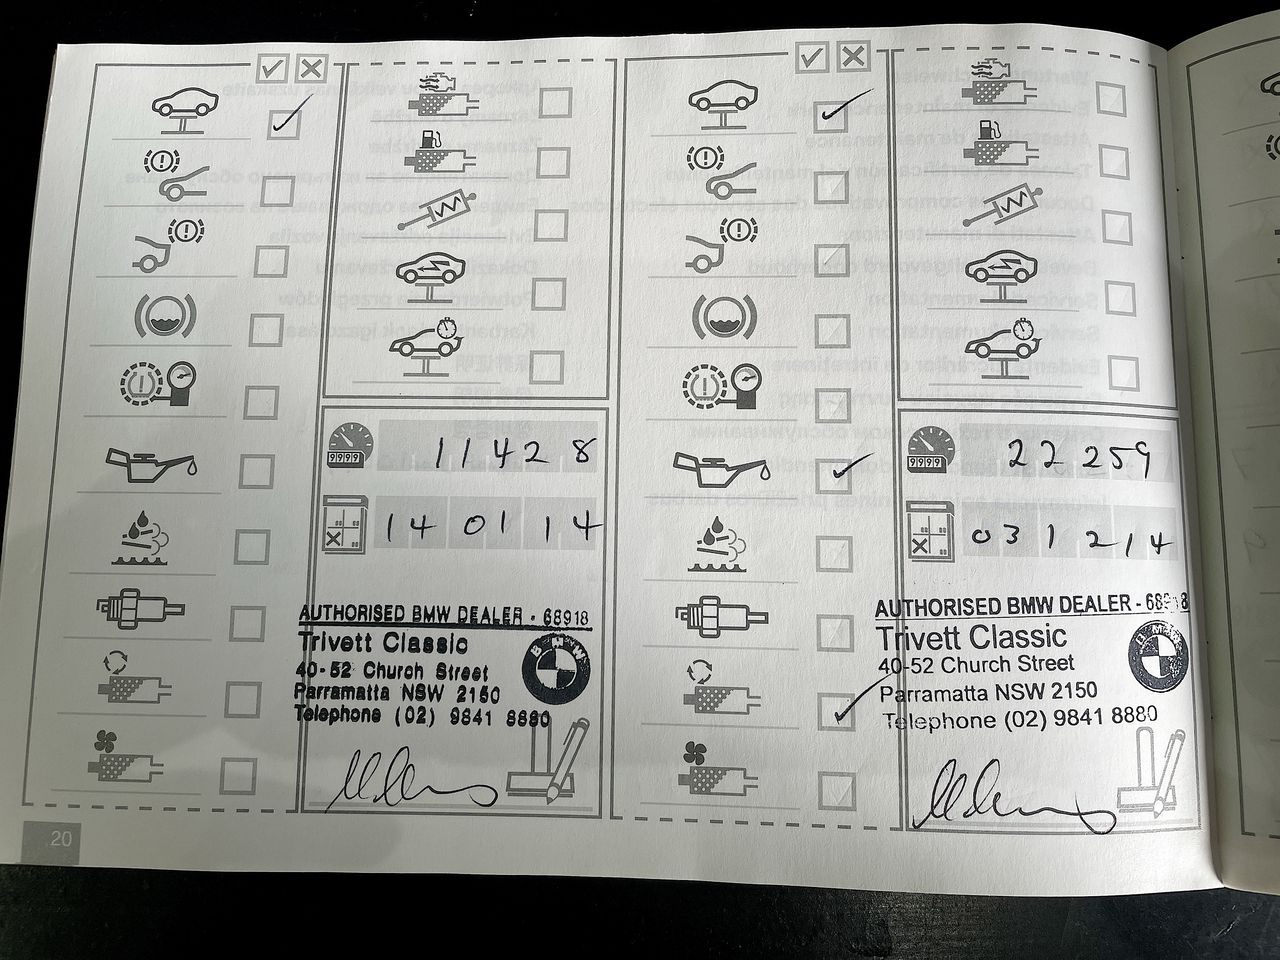 11428
14 01 14
AUTHORISED BMW DEALER - 68918
Trivett Classic
40-52 Church Street
Parramatta NSW 2150
Telephone (02) 9841 8880
BMW
20
22259
03 12 14
AUTHORISED BMW DEALER - 68918
Trivett Classic
40-52 Church Street
Parramatta NSW 2150
Telephone (02) 9841 8880
BMW